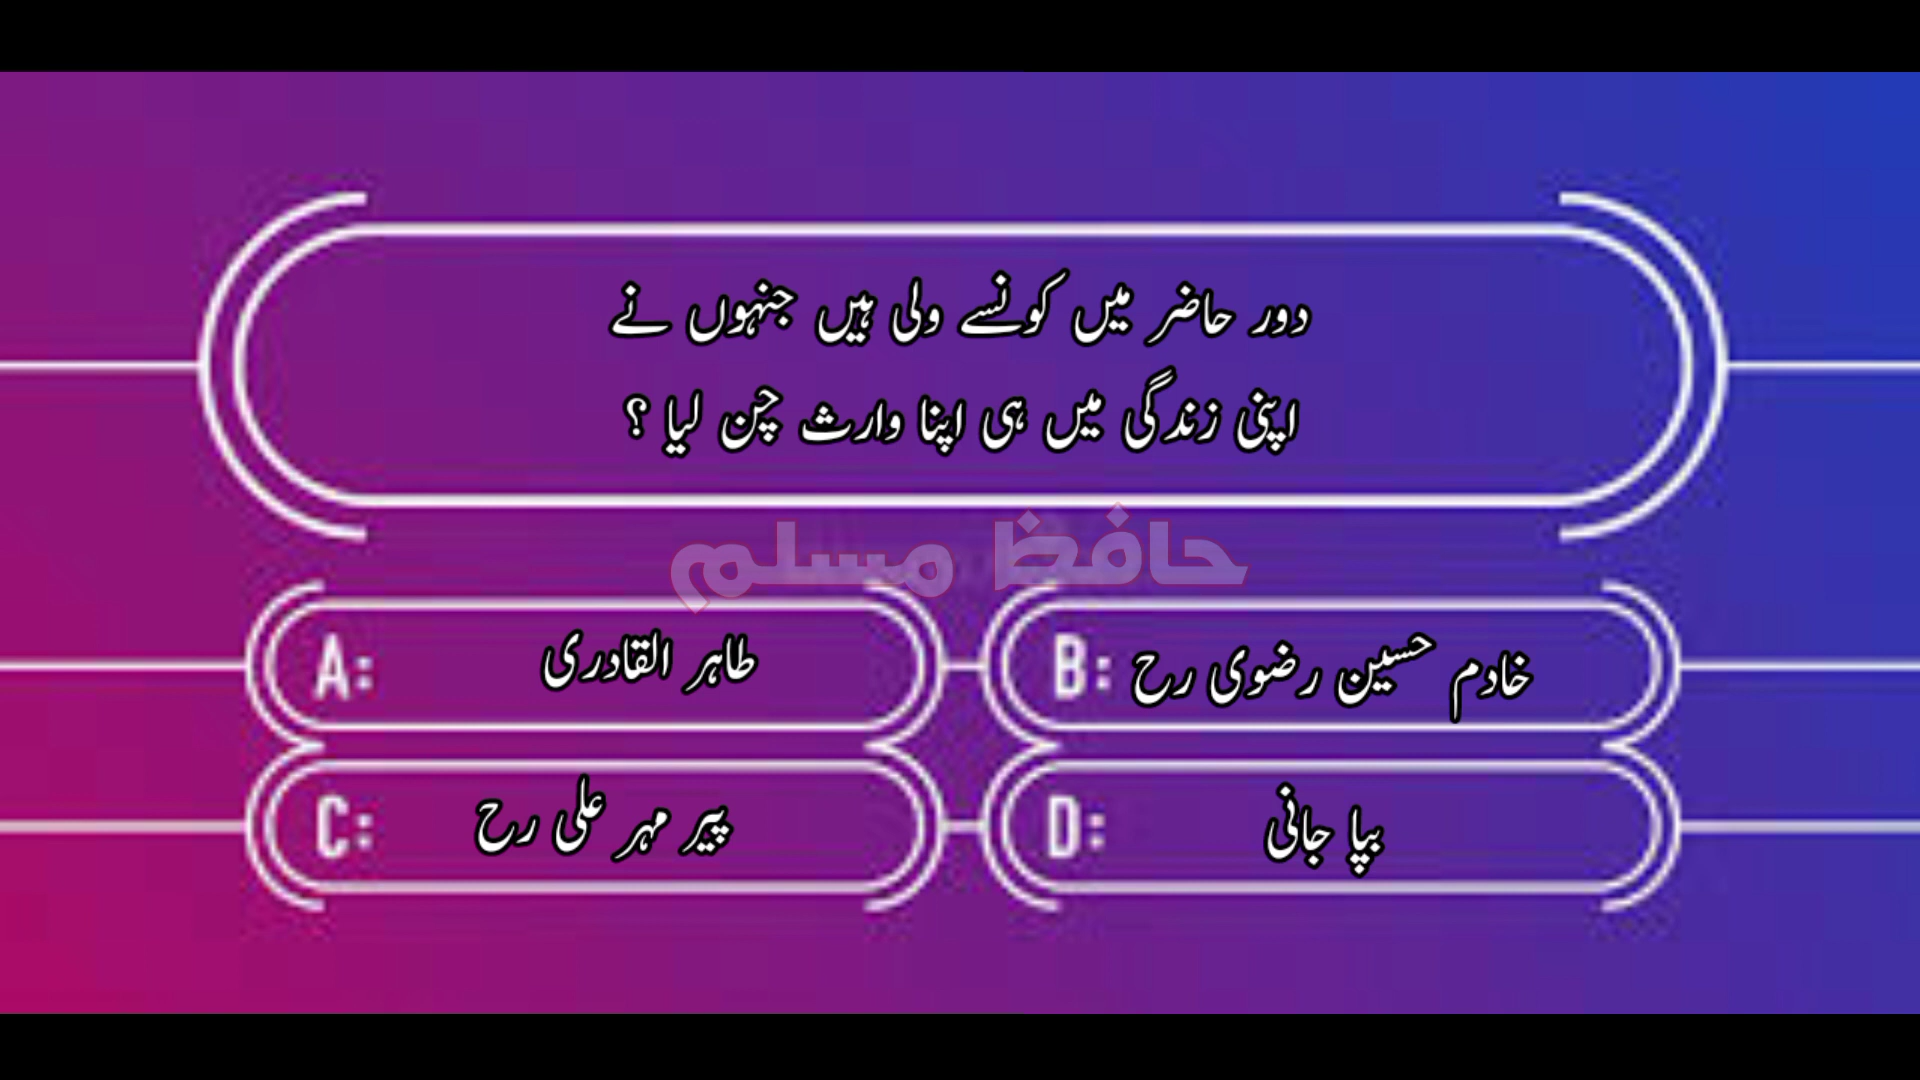 دور حاضر میں کونسے ولی ہیں جنہوں نے
اپنی زندگی میں ہی اپنا وارث چن لیا ؟
حافظ مسلم
A: طاہر القادری
B: خادم حسین رضوی رح
C: پیر مہر علی رح
D: بپا جانی